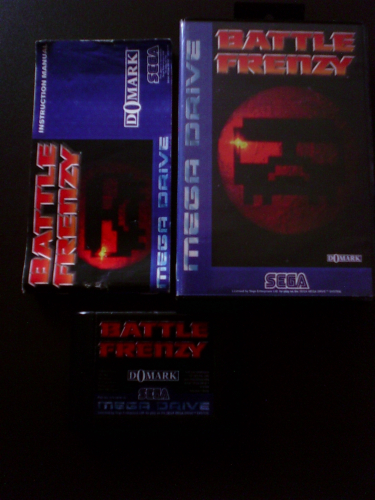 INSTRUCTION MANUAL
DOMARK
SEGA
BATTLE
FRENZY
MEGA DRIVE
BATTLE
FRENZY
MEGA DRIVE
DOMARK
SEGA
BATTLE
FRENZY
DOMARK
SEGA
MEGA DRIVE